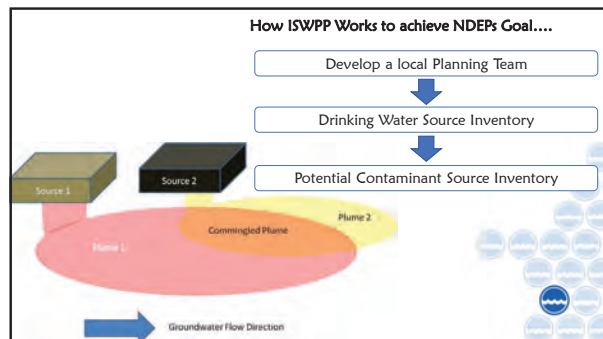 How ISWPP Works to achieve NDEPs Goal....
Develop a local Planning Team
Drinking Water Source Inventory
Potential Contaminant Source Inventory
Source 1
Source 2
Plume 2
Commingled Plume
Plume 1
Groundwater Flow Direction